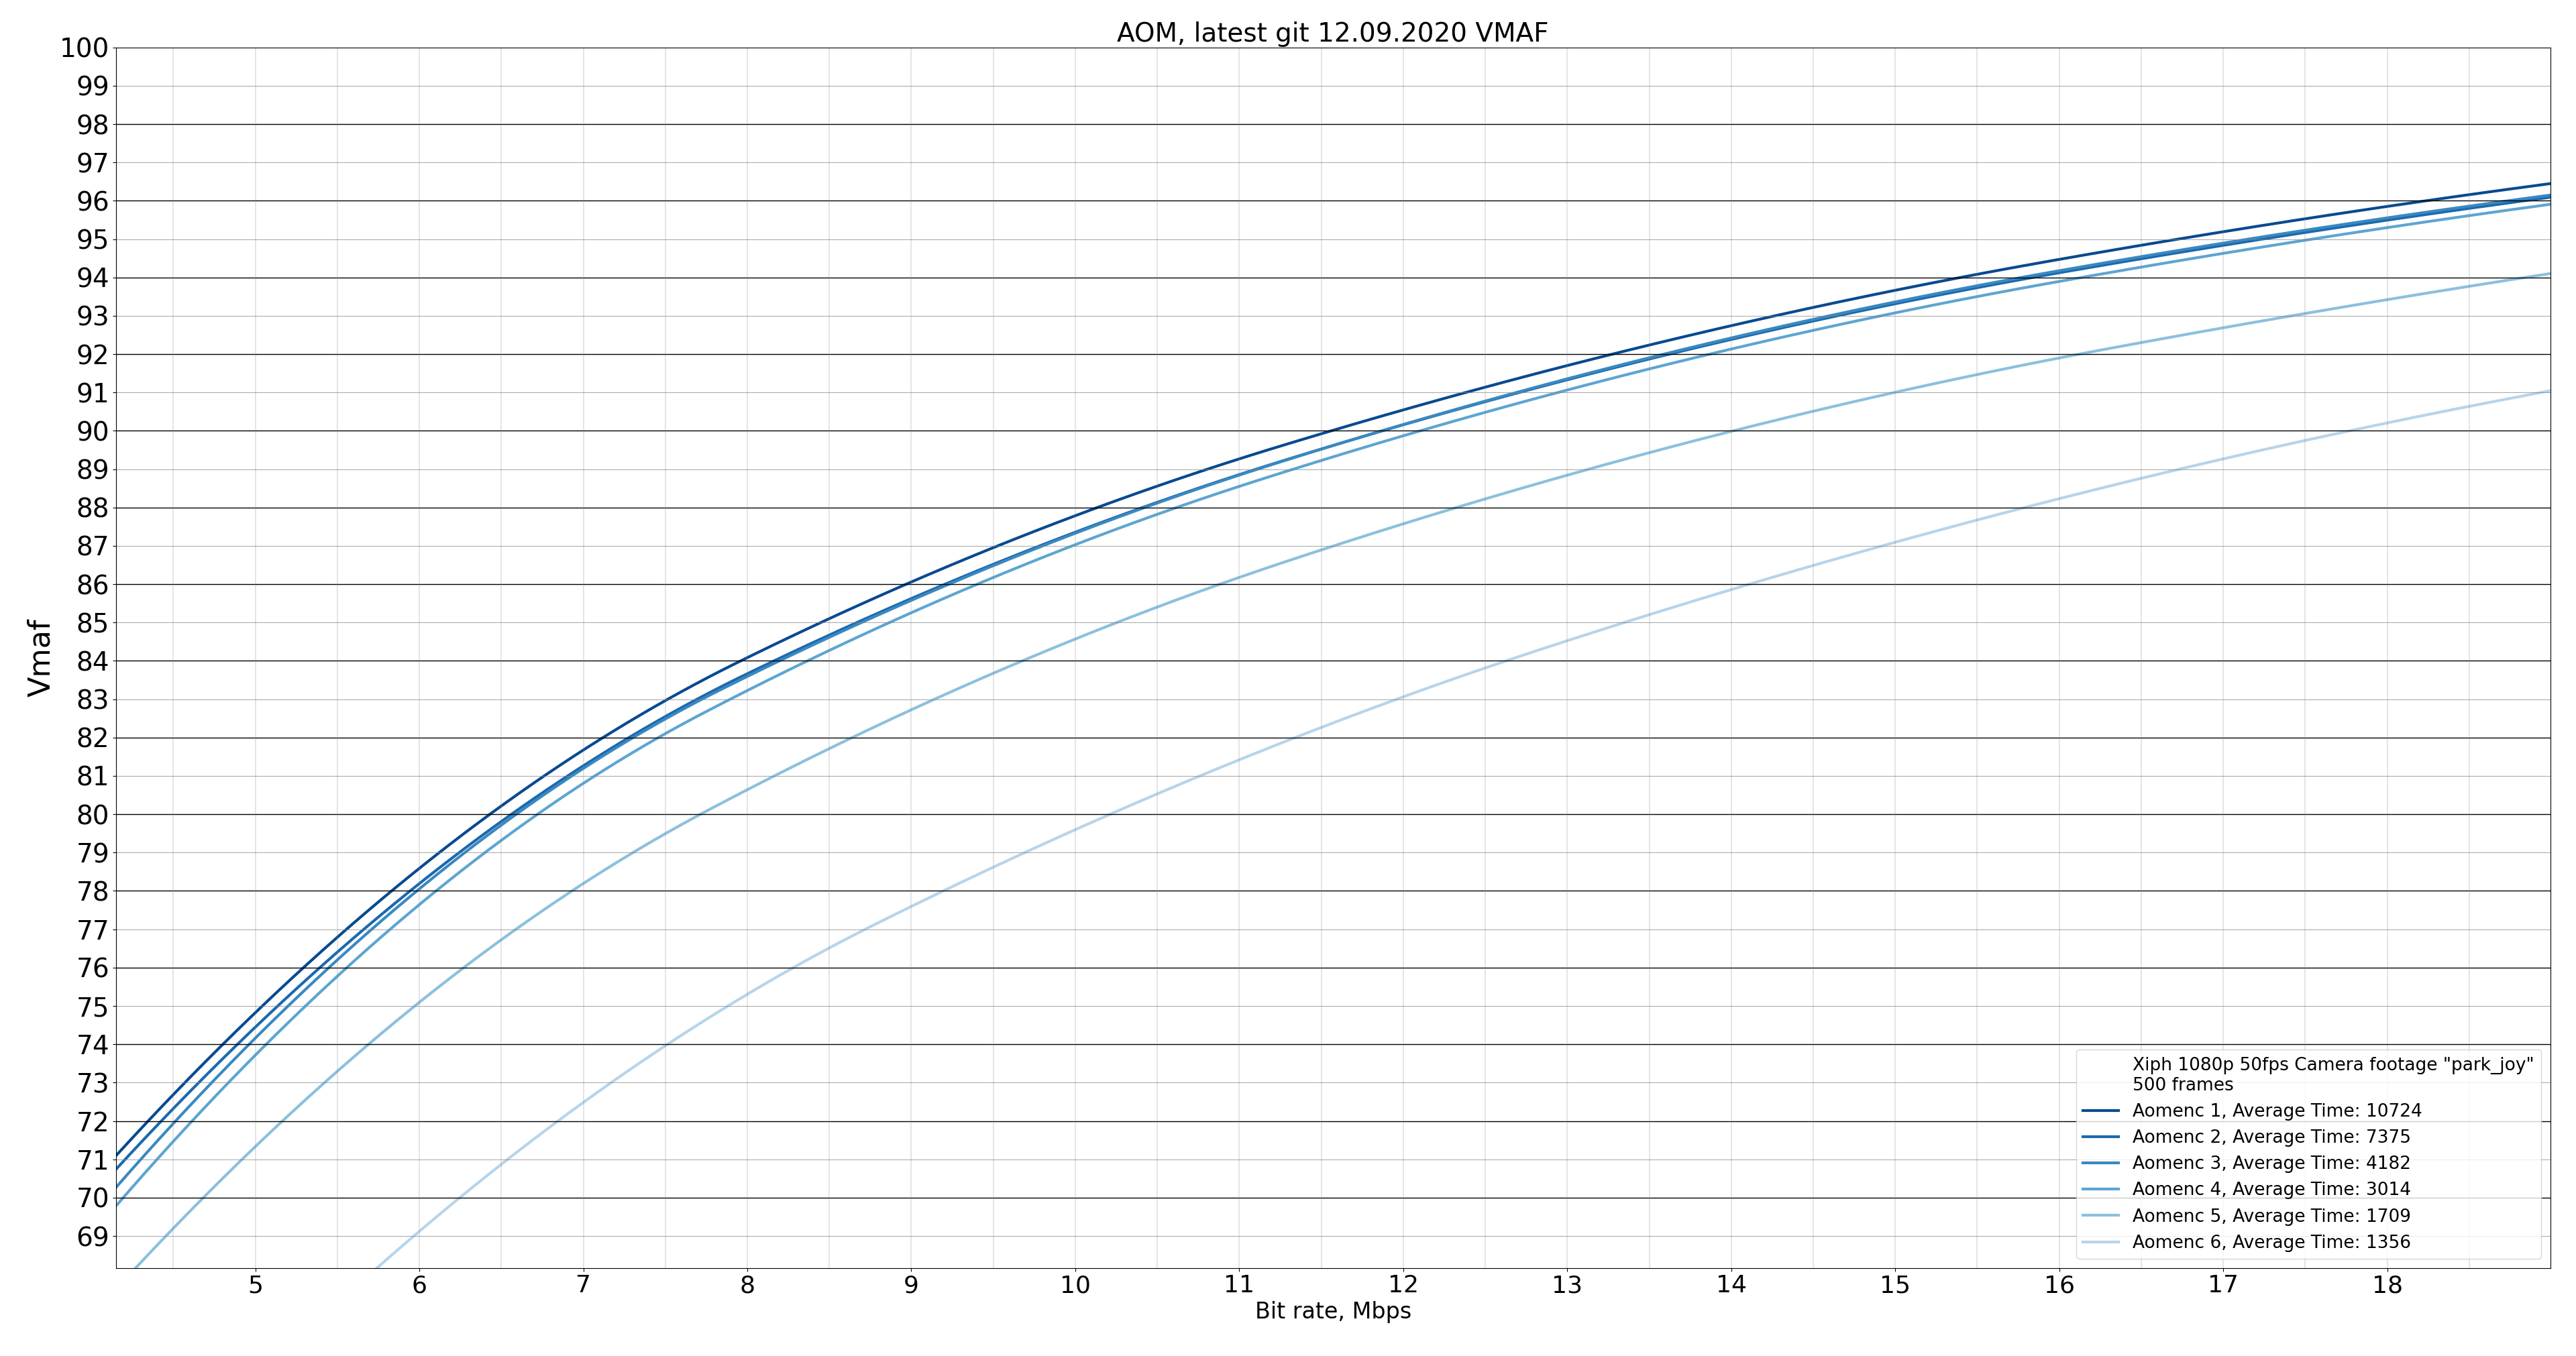 AOM, latest git 12.09.2020 VMAF
100
99
98
97
96
95
94
93
92
91
90
89
88
87
86
85
84
83
82
81
80
79
78
77
76
75
74
73
72
71
70
69
Vmaf
Xiph 1080p 50fps Camera footage "park_joy"
500 frames
Aomenc 1, Average Time: 10724
Aomenc 2, Average Time: 7375
Aomenc 3, Average Time: 4182
Aomenc 4, Average Time: 3014
Aomenc 5, Average Time: 1709
Aomenc 6, Average Time: 1356
5 6 7 8 9 10 11 12 13 14 15 16 17 18
Bit rate, Mbps